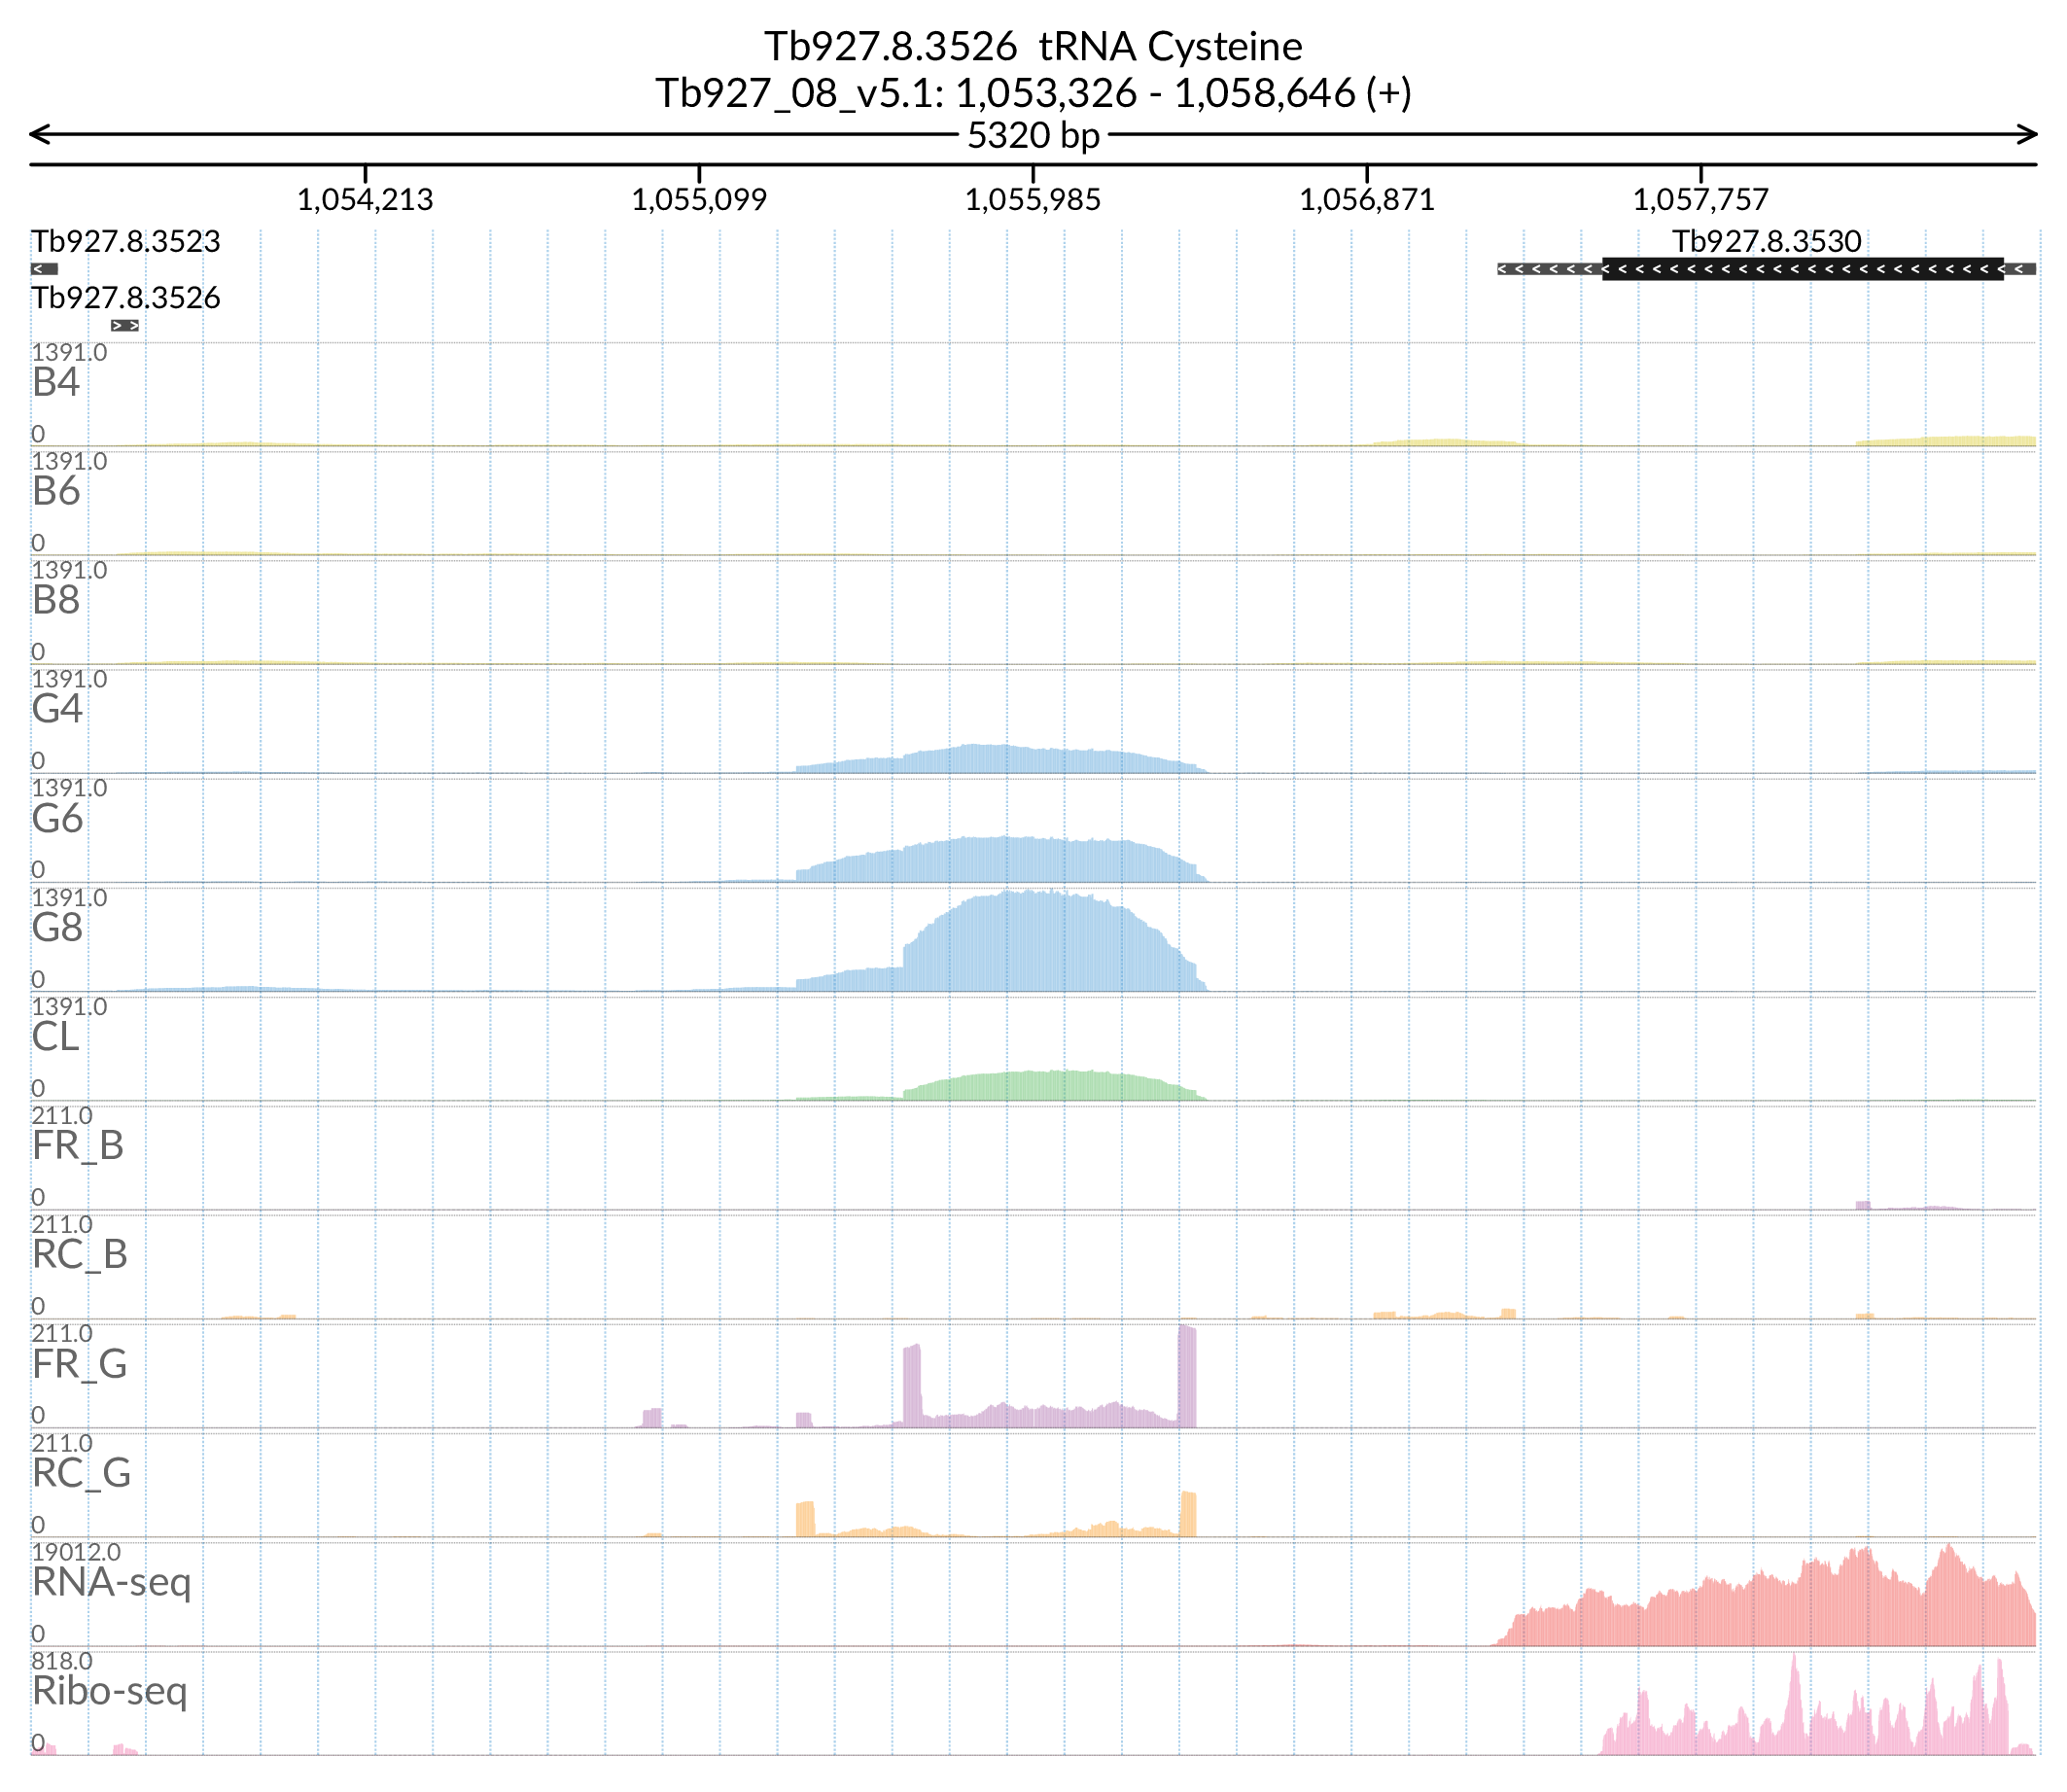 Tb927.8.3526 tRNA Cysteine
Tb927_08_v5.1: 1,053,326 - 1,058,646 (+)
5320 bp
1,054,213 1,055,099 1,055,985 1,056,871 1,057,757
Tb927.8.3523 Tb927.8.3530
Tb927.8.3526
1391.0
B4
0
1391.0
B6
0
1391.0
B8
0
1391.0
G4
0
1391.0
G6
0
1391.0
G8
0
1391.0
CL
0
211.0
FR_B
0
211.0
RC_B
0
211.0
FR_G
0
211.0
RC_G
0
19012.0
RNA-seq
0
818.0
Ribo-seq
0